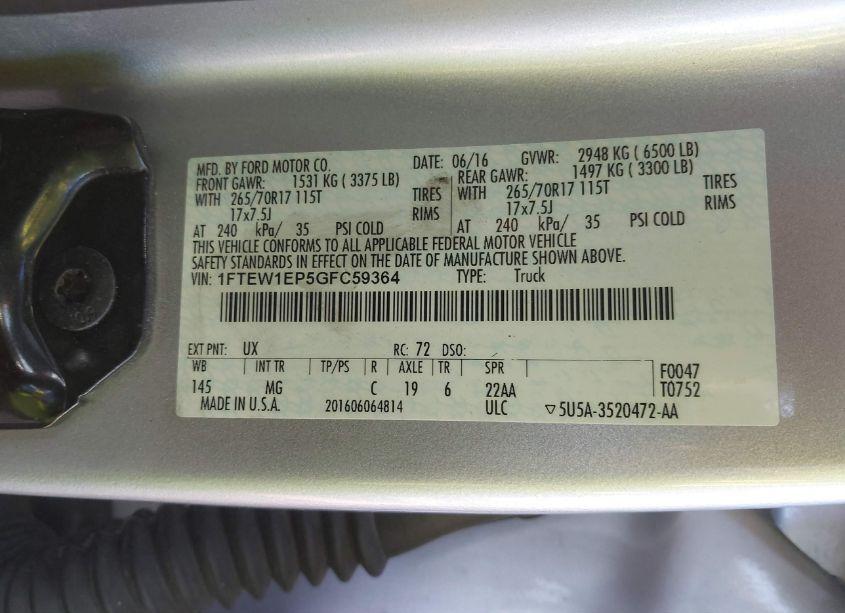 MFD. BY FORD MOTOR CO. DATE: 06/16 GVWR: 2948 KG ( 6500 LB)
FRONT GAWR: 1531 KG ( 3375 LB) REAR GAWR: 1497 KG ( 3300 LB)
WITH 265/70R17 115T TIRES WITH 265/70R17 115T TIRES
17x7.5J RIMS 17x7.5J RIMS
AT 240 kPa/ 35 PSI COLD AT 240 kPa/ 35 PSI COLD
THIS VEHICLE CONFORMS TO ALL APPLICABLE FEDERAL MOTOR VEHICLE
SAFETY STANDARDS IN EFFECT ON THE DATE OF MANUFACTURE SHOWN ABOVE.
VIN: 1FTEW1EP5GFC59364 TYPE: Truck
EXT PNT: UX RC: 72 DSO:
WB INT TR TP/PS R AXLE TR SPR F0047
145 MG C 19 6 22AA T0752
MADE IN U.S.A. 201606064814 ULC ▽5U5A-3520472-AA